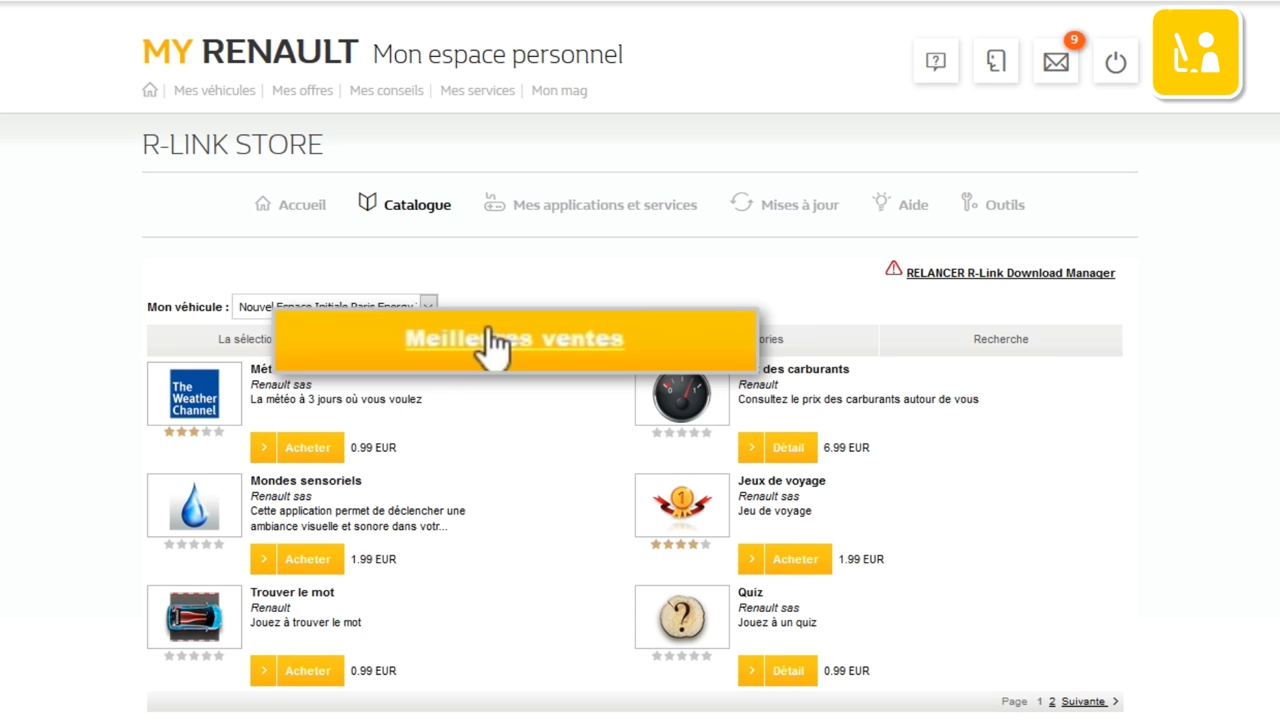 MY RENAULT Mon espace personnel
9
Mes véhicules | Mes offres | Mes conseils | Mes services | Mon mag
R-LINK STORE
Accueil Catalogue Mes applications et services Mises à jour Aide Outils
RELANCER R-Link Download Manager
Mon véhicule : Nouvel Espace Initiale Paris Energy
La sélectio Meilleures ventes ories Recherche
The Weather Channel
Mét
Renault sas
La météo à 3 jours où vous voulez
> Acheter 0.99 EUR
des carburants
Renault
Consultez le prix des carburants autour de vous
> Détail 6.99 EUR
Mondes sensoriels
Renault sas
Cette application permet de déclencher une
ambiance visuelle et sonore dans votr...
> Acheter 1.99 EUR
1
Jeux de voyage
Renault sas
Jeu de voyage
> Acheter 1.99 EUR
Trouver le mot
Renault
Jouez à trouver le mot
> Acheter 0.99 EUR
?
Quiz
Renault sas
Jouez à un quiz
> Détail 0.99 EUR
Page 1 2 Suivante >